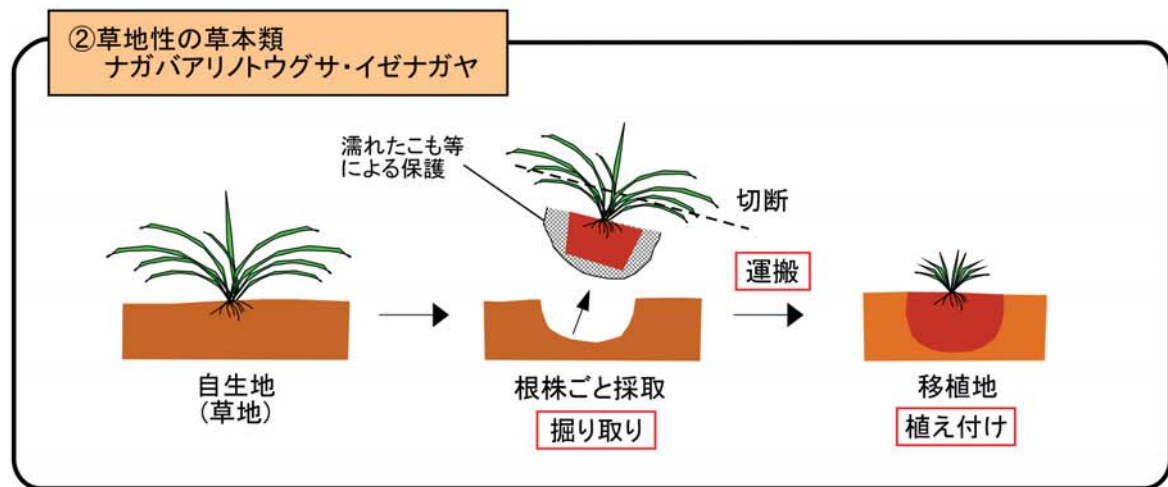 ②草地性の草本類
ナガバアリノトウグサ・イゼナガヤ
濡れたこも等
による保護
切断
運搬
自生地
(草地)
根株ごと採取
掘り取り
移植地
植え付け